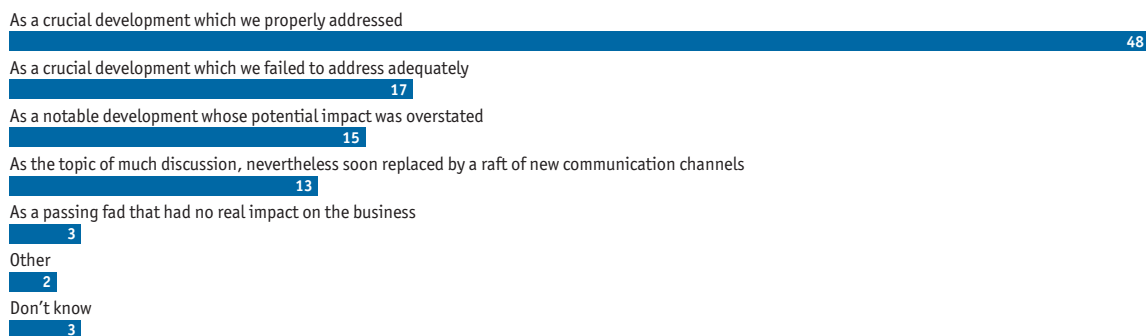 As a crucial development which we properly addressed
48
As a crucial development which we failed to address adequately
17
As a notable development whose potential impact was overstated
15
As the topic of much discussion, nevertheless soon replaced by a raft of new communication channels
13
As a passing fad that had no real impact on the business
3
Other
2
Don't know
3